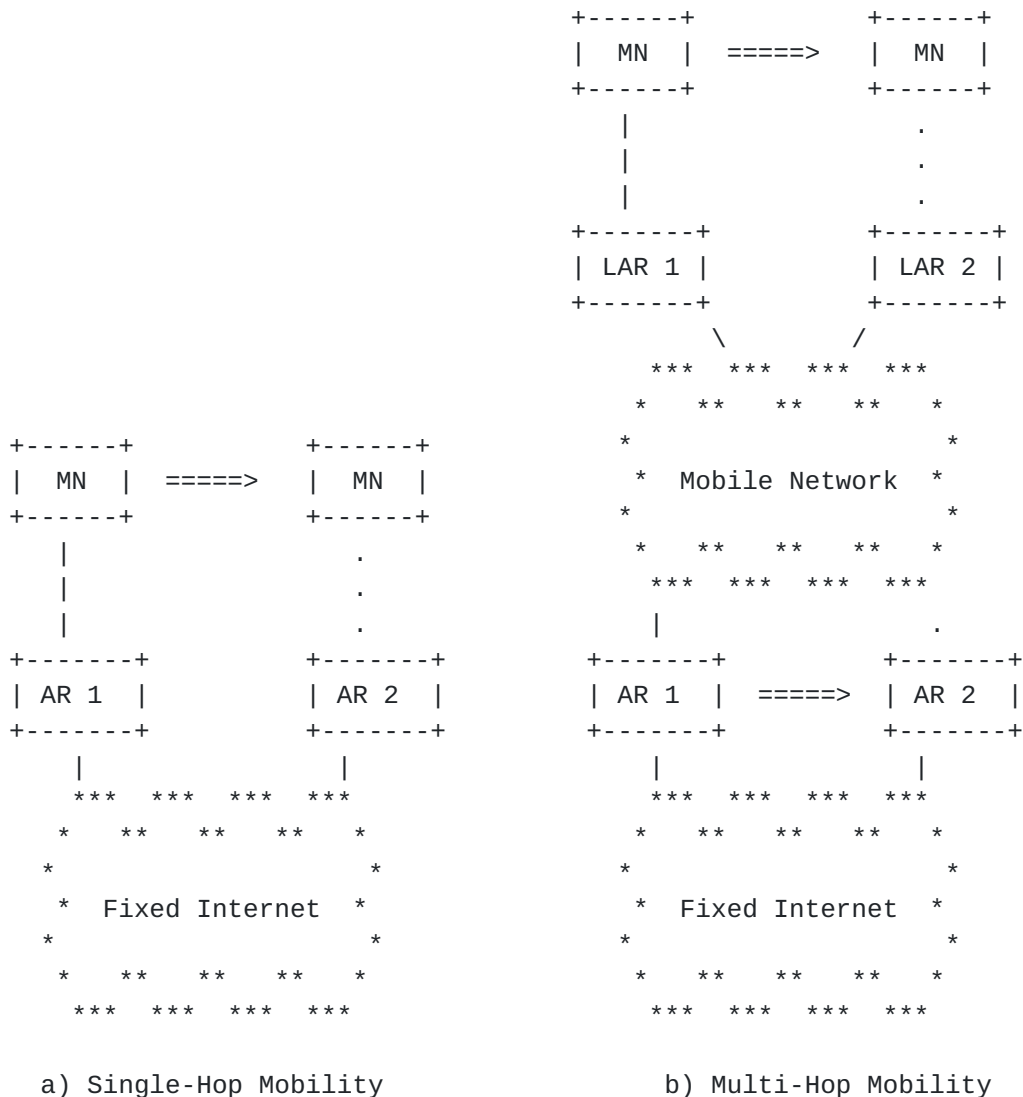 MN =====> MN
LAR 1 LAR 2
Mobile Network
MN =====> MN
AR 1 =====> AR 2
AR 1 AR 2
Fixed Internet Fixed Internet
a) Single-Hop Mobility b) Multi-Hop Mobility